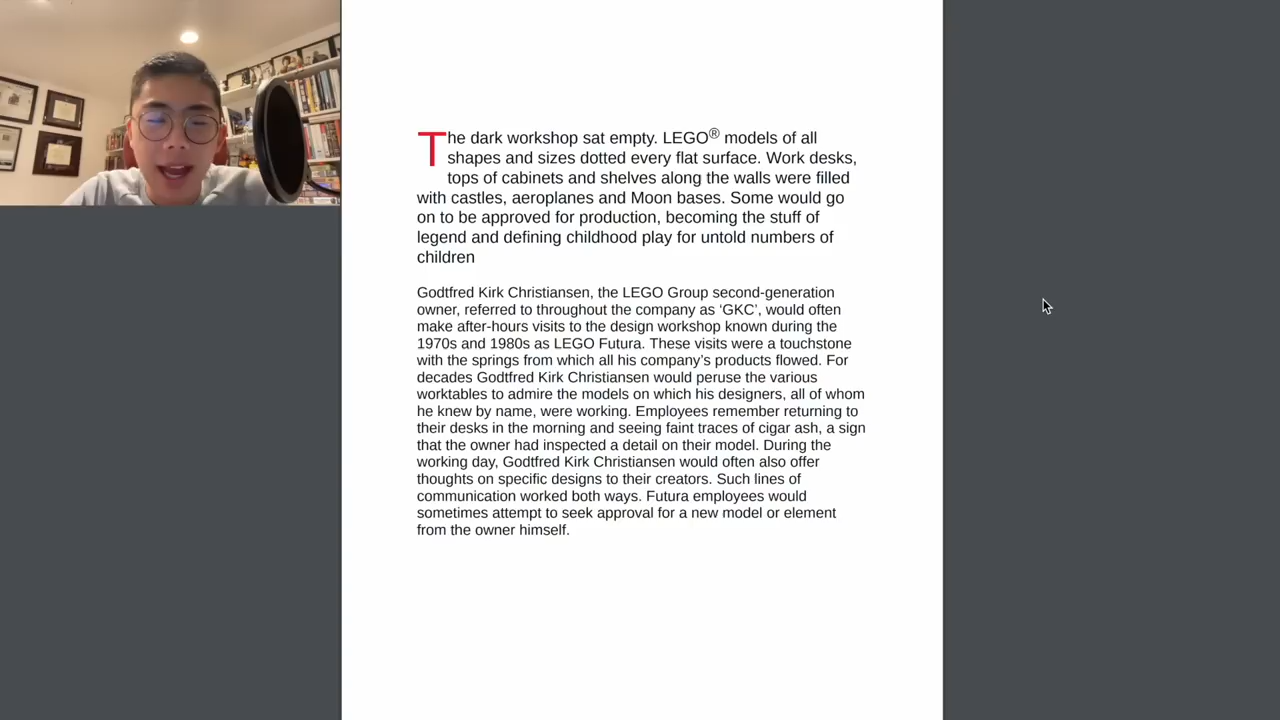 The dark workshop sat empty. LEGO® models of all
shapes and sizes dotted every flat surface. Work desks,
tops of cabinets and shelves along the walls were filled
with castles, aeroplanes and Moon bases. Some would go
on to be approved for production, becoming the stuff of
legend and defining childhood play for untold numbers of
children
Godtfred Kirk Christiansen, the LEGO Group second-generation
owner, referred to throughout the company as ‘GKC’, would often
make after-hours visits to the design workshop known during the
1970s and 1980s as LEGO Futura. These visits were a touchstone
with the springs from which all his company’s products flowed. For
decades Godtfred Kirk Christiansen would peruse the various
worktables to admire the models on which his designers, all of whom
he knew by name, were working. Employees remember returning to
their desks in the morning and seeing faint traces of cigar ash, a sign
that the owner had inspected a detail on their model. During the
working day, Godtfred Kirk Christiansen would often also offer
thoughts on specific designs to their creators. Such lines of
communication worked both ways. Futura employees would
sometimes attempt to seek approval for a new model or element
from the owner himself.